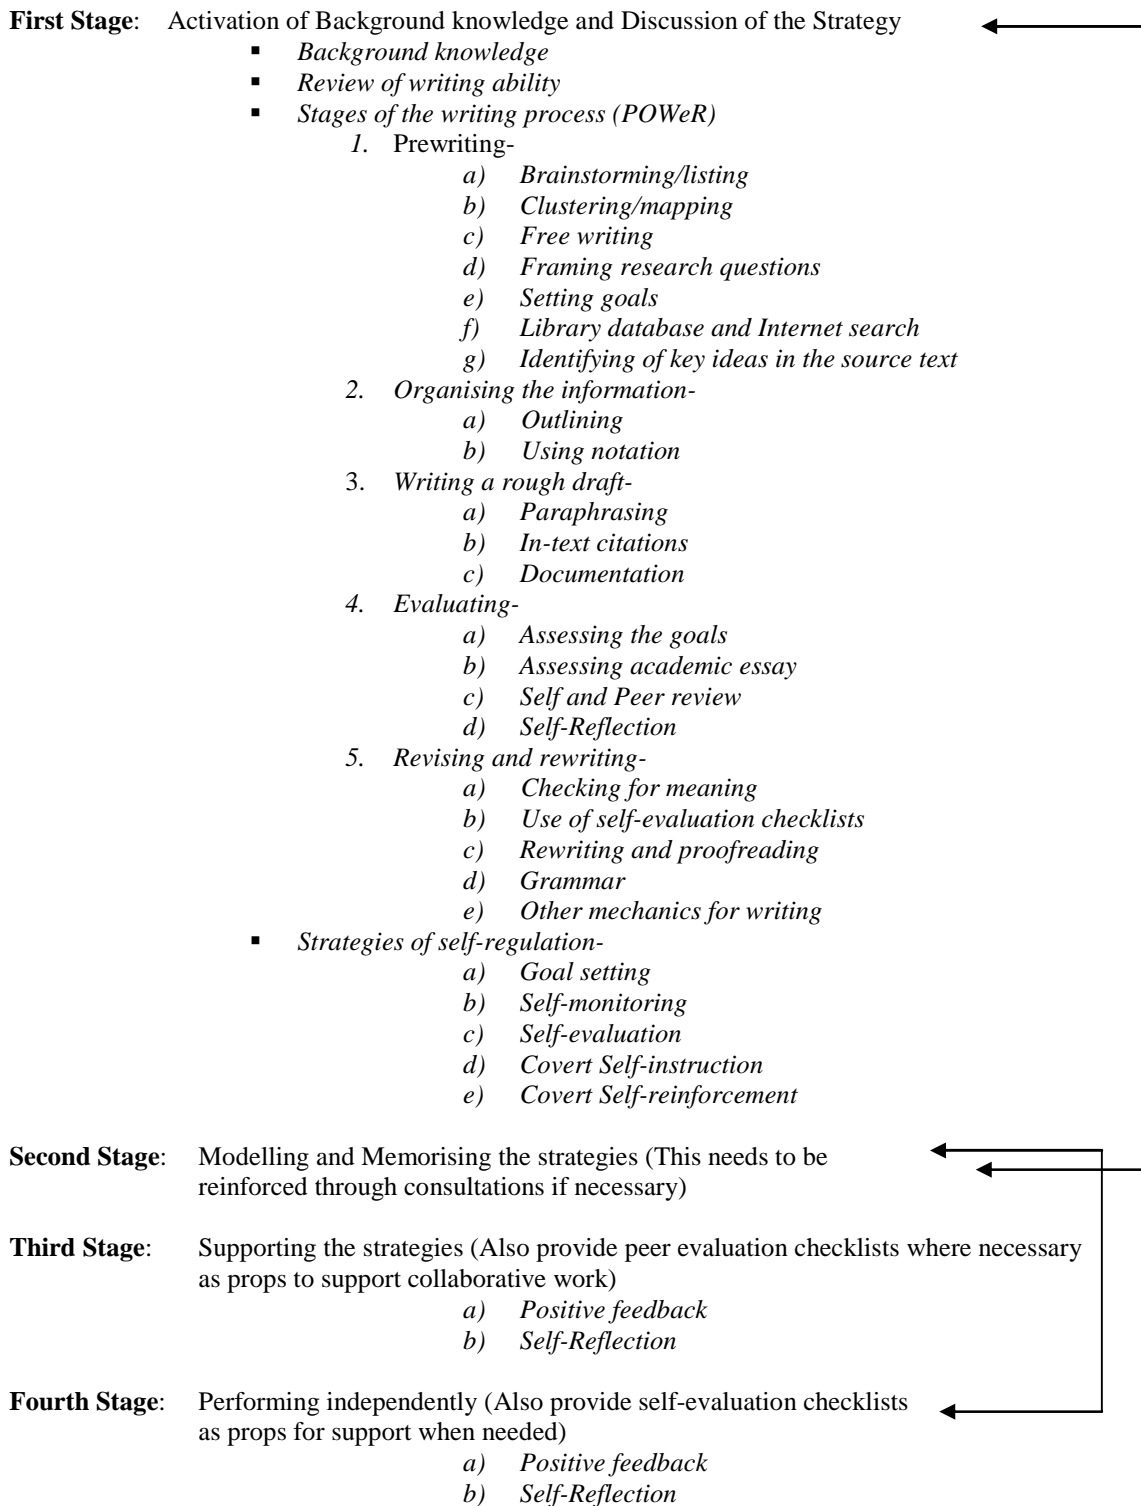 First Stage: Activation of Background knowledge and Discussion of the Strategy
▪ Background knowledge
▪ Review of writing ability
▪ Stages of the writing process (POWeR)
1. Prewriting-
a) Brainstorming/listing
b) Clustering/mapping
c) Free writing
d) Framing research questions
e) Setting goals
f) Library database and Internet search
g) Identifying of key ideas in the source text
2. Organising the information-
a) Outlining
b) Using notation
3. Writing a rough draft-
a) Paraphrasing
b) In-text citations
c) Documentation
4. Evaluating-
a) Assessing the goals
b) Assessing academic essay
c) Self and Peer review
d) Self-Reflection
5. Revising and rewriting-
a) Checking for meaning
b) Use of self-evaluation checklists
c) Rewriting and proofreading
d) Grammar
e) Other mechanics for writing
▪ Strategies of self-regulation-
a) Goal setting
b) Self-monitoring
c) Self-evaluation
d) Covert Self-instruction
e) Covert Self-reinforcement
Second Stage: Modelling and Memorising the strategies (This needs to be
reinforced through consultations if necessary)
Third Stage: Supporting the strategies (Also provide peer evaluation checklists where necessary
as props to support collaborative work)
a) Positive feedback
b) Self-Reflection
Fourth Stage: Performing independently (Also provide self-evaluation checklists
as props for support when needed)
a) Positive feedback
b) Self-Reflection